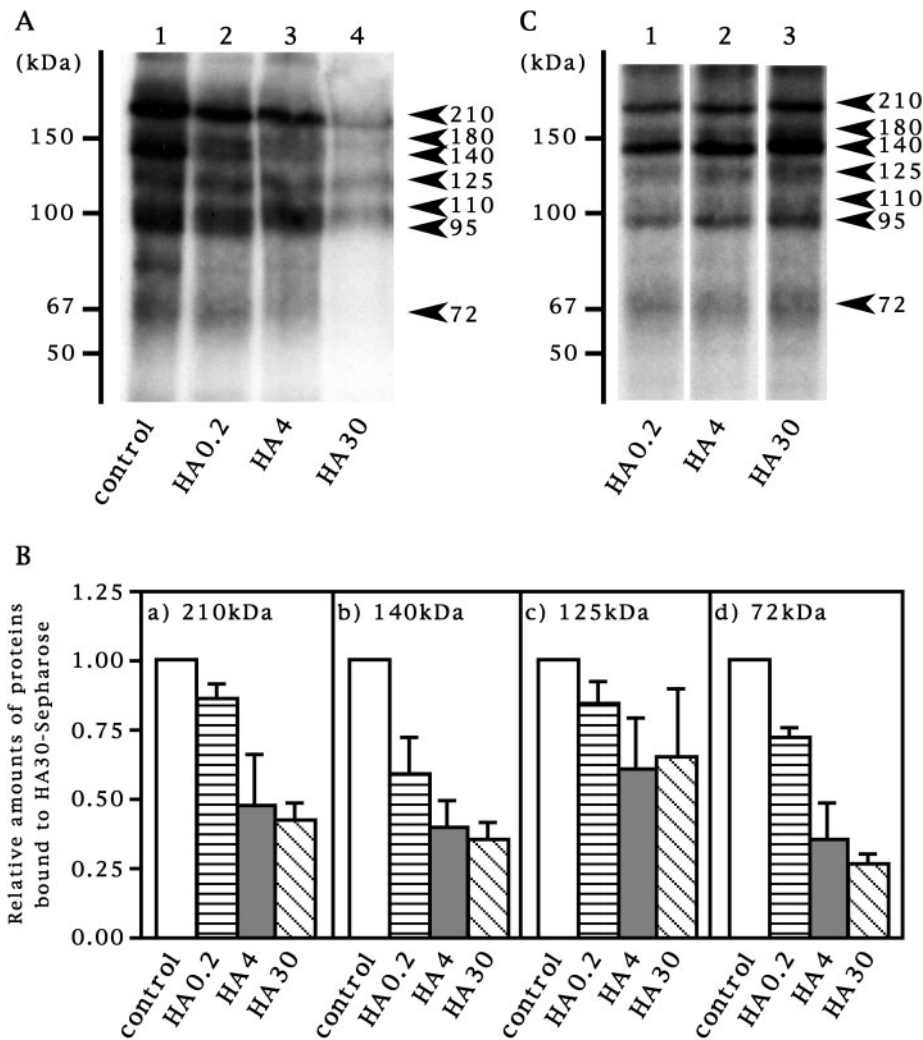 A
1 2 3 4
(kDa)
150
100
67
50
210
180
140
125
110
95
72
control HA0.2 HA4 HA30
C
1 2 3
(kDa)
150
100
67
50
210
180
140
125
110
95
72
HA0.2 HA4 HA30
B
Relative amounts of proteins
bound to HA30-Sepharose
1.25
1.00
0.75
0.50
0.25
0.00
a) 210kDa
b) 140kDa
c) 125kDa
d) 72kDa
control HA0.2 HA4 HA30
control HA0.2 HA4 HA30
control HA0.2 HA4 HA30
control HA0.2 HA4 HA30